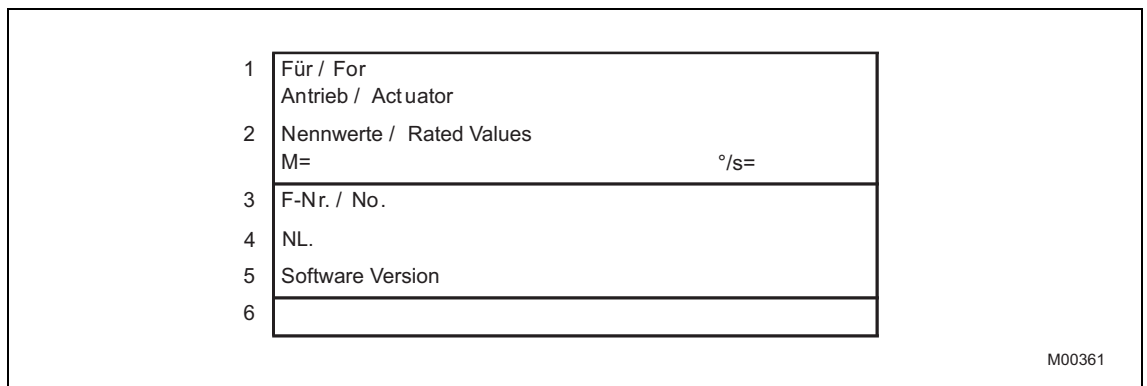 1 Für / For
Antrieb / Actuator
2 Nennwerte / Rated Values
M= °/s=
3 F-Nr. / No.
4 NL.
5 Software Version
6
M00361